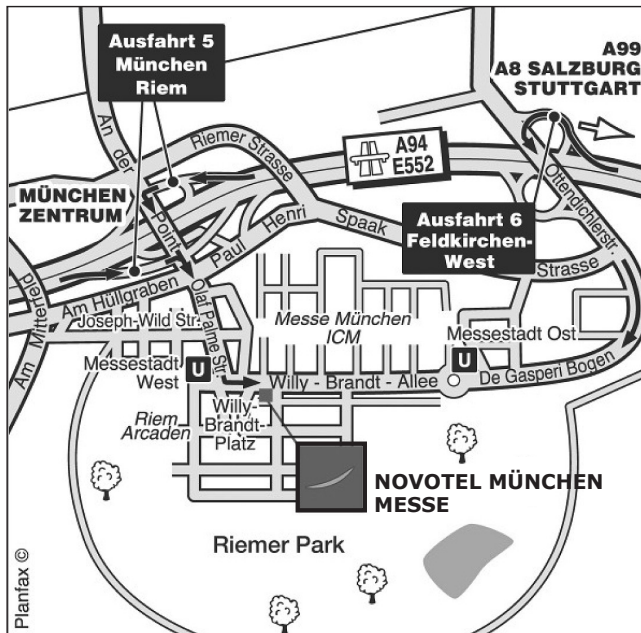 Ausfahrt 5
München
Riem
A99
A8 SALZBURG
STUTTGART
An der
Point
Riemer Strasse
A94
E552
MÜNCHEN
ZENTRUM
Ottendichlerstr.
Ausfahrt 6
Feldkirchen-
West
Paul Henri Spaak Strasse
Am Hüllgraben
Am Mitterfeld
Olaf Palme Str.
Joseph-Wild Str.
Messe München
ICM
Messestadt Ost
U
Messestadt
West
U
Willy - Brandt - Allee
De Gasperi Bogen
Willy-
Brandt-
Platz
Riem
Arcaden
NOVOTEL MÜNCHEN
MESSE
Riemer Park
Planfax ©